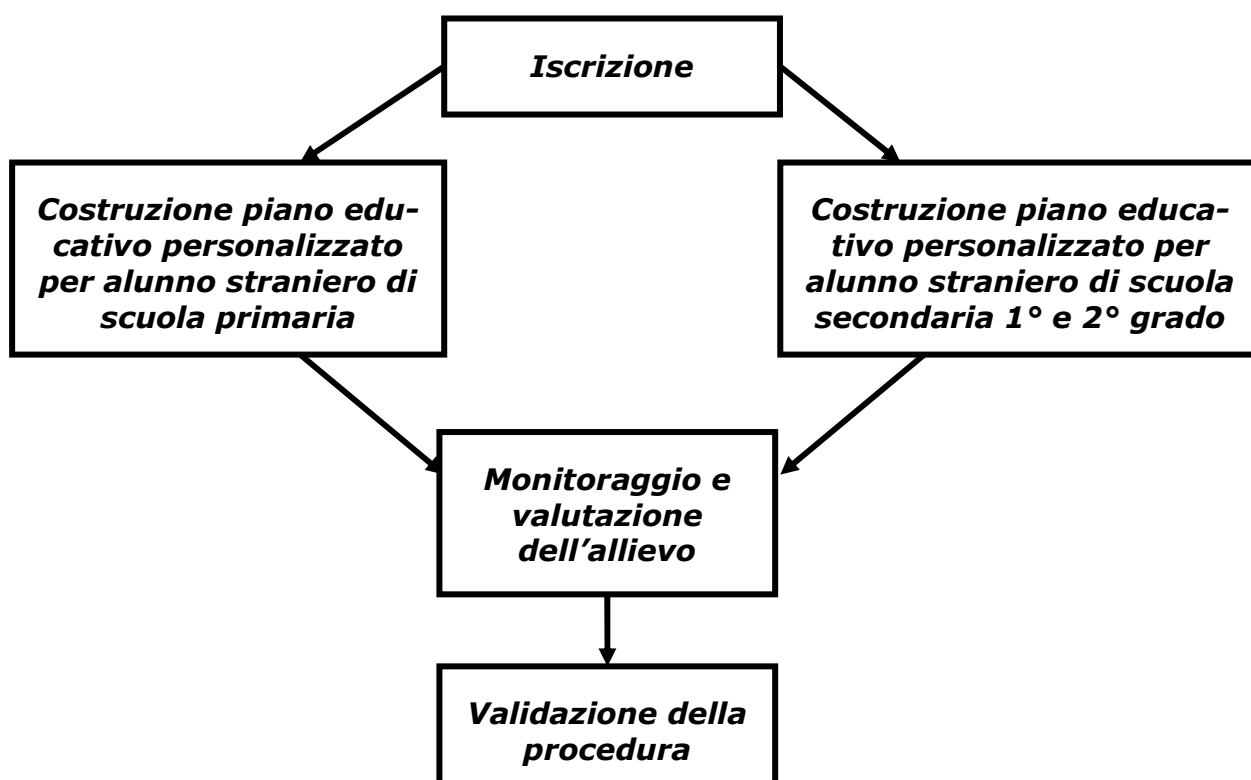 Iscrizione
Costruzione piano edu-
cativo personalizzato
per alunno straniero di
scuola primaria
Costruzione piano educa-
tivo personalizzato per
alunno straniero di scuola
secondaria 1° e 2° grado
Monitoraggio e
valutazione
dell’allievo
Validazione della
procedura